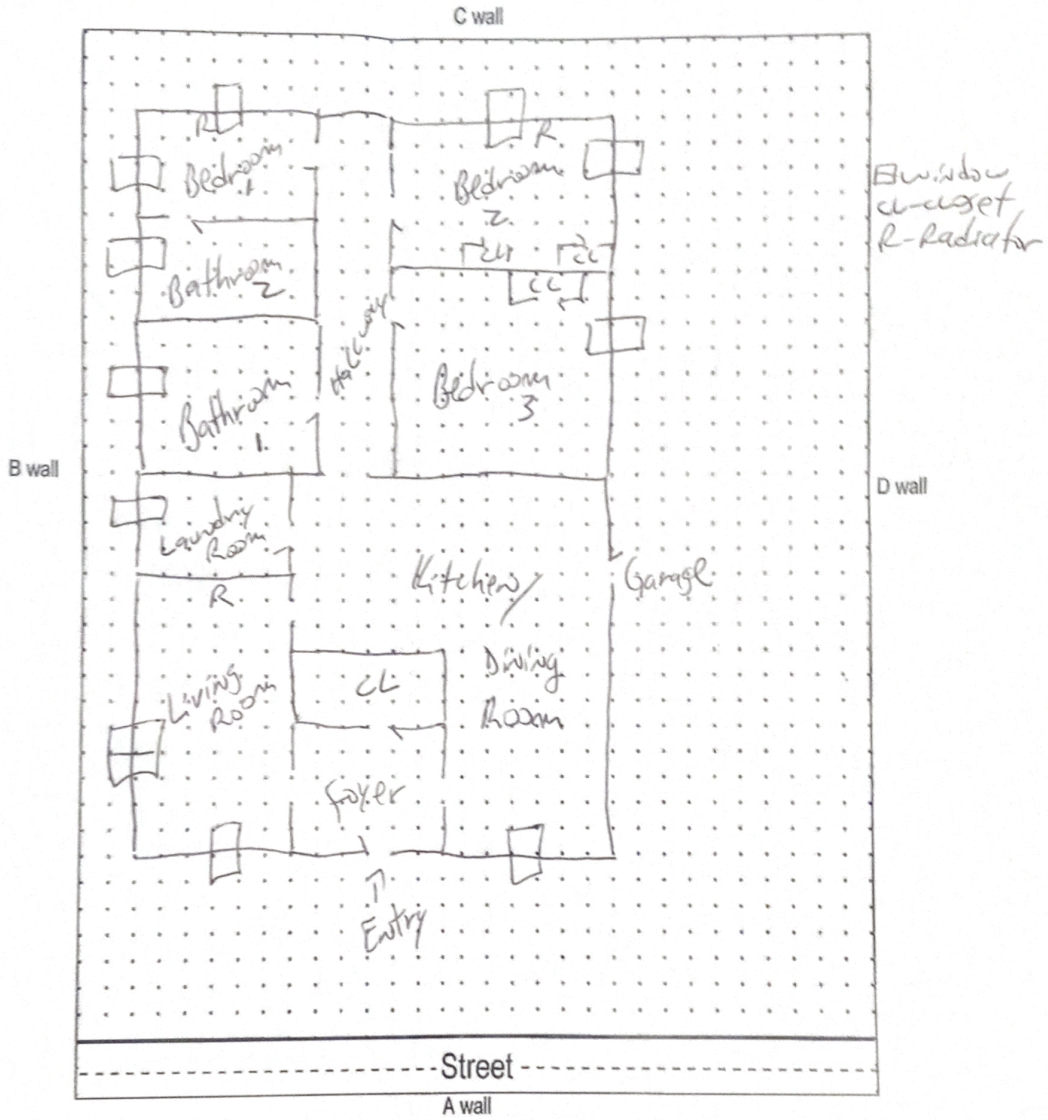 C wall
R
Bedroom
1
R
Bedroom
2
window
CL-closet
R-Radiator
CL
CL
CL
Bathroom
2
Hallway
Bedroom
3
Bathroom
1.
B wall
D wall
Laundry
Room
R
Kitchen/
Garage
Living
Room
CL
Dining
Room
Foyer
Entry
Street
A wall